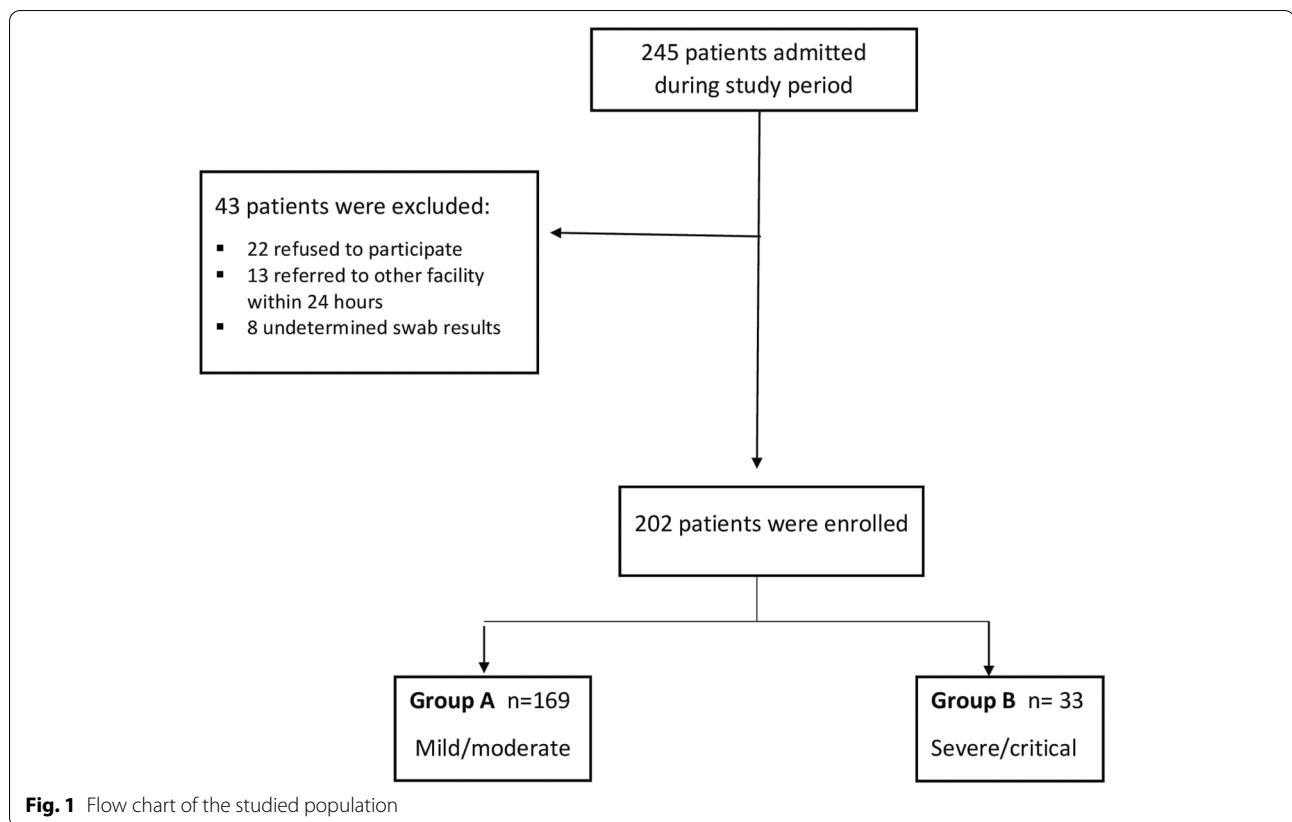 245 patients admitted
during study period
43 patients were excluded:
▪ 22 refused to participate
▪ 13 referred to other facility
within 24 hours
▪ 8 undetermined swab results
202 patients were enrolled
Group A n=169
Mild/moderate
Group B n= 33
Severe/critical
Fig. 1 Flow chart of the studied population